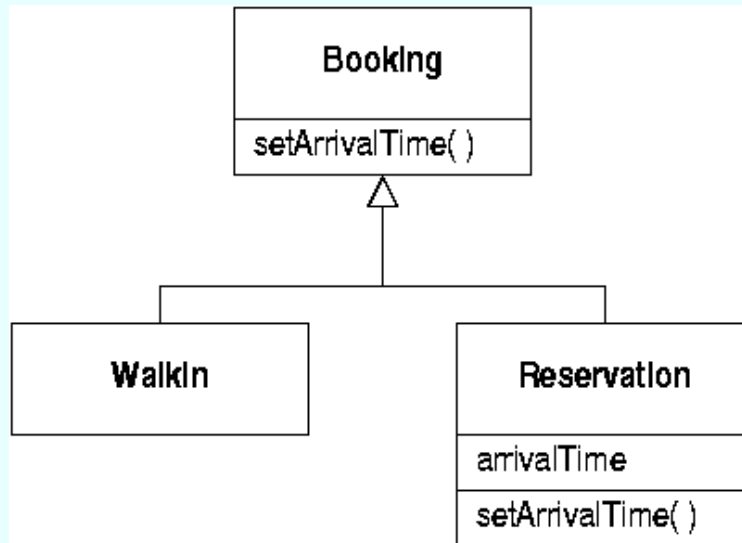 Booking
setArrivalTime( )
WalkIn
Reservation
arrivalTime
setArrivalTime( )